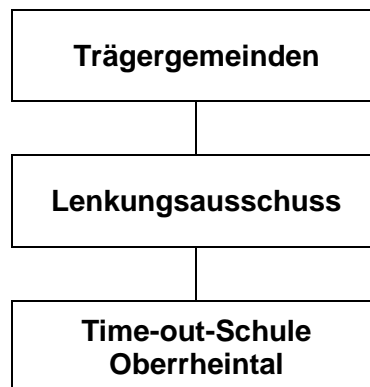 Trägergemeinden
Lenkungsausschuss
Time-out-Schule
Oberrheintal